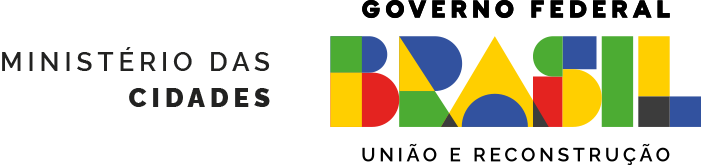 MINISTÉRIO DAS
CIDADES
GOVERNO FEDERAL
BRASIL
UNIÃO E RECONSTRUÇÃO